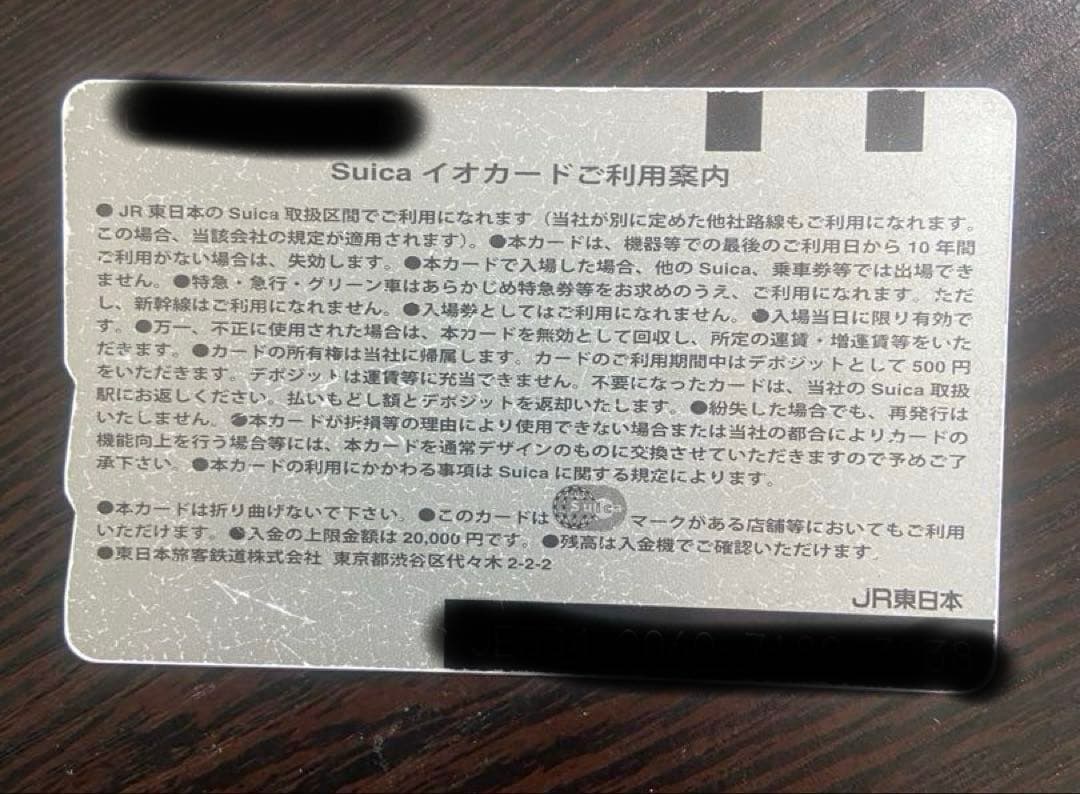 Suica イオカードご利用案内
●JR東日本のSuica取扱区間でご利用になれます（当社が別に定めた他社路線もご利用になれます。
この場合、当該会社の規定が適用されます）。●本カードは、機器等での最後のご利用日から10年間
ご利用がない場合は、失効します。●本カードで入場した場合、他のSuica、乗車券等では出場でき
ません。●特急・急行・グリーン車はあらかじめ特急券等をお求めのうえ、ご利用になれます。ただ
し、新幹線はご利用になれません。●入場券としてはご利用になれません。●入場当日に限り有効で
す。●万一、不正に使用された場合は、本カードを無効として回収し、所定の運賃・増運賃等をいた
だきます。●カードの所有権は当社に帰属します。カードのご利用期間中はデポジットとして500円
をいただきます。デポジットは運賃等に充当できません。不要になったカードは、当社のSuica取扱
駅にお返しください。払いもどし額とデポジットを返却いたします。●紛失した場合でも、再発行は
いたしません。●本カードが折損等の理由により使用できない場合または当社の都合によりカードの
機能向上を行う場合等には、本カードを通常デザインのものに交換させていただきますので予めご了
承下さい。●本カードの利用にかかわる事項はSuicaに関する規定によります。
●本カードは折り曲げないで下さい。●このカードは Suica マークがある店舗等においてもご利用
いただけます。●入金の上限金額は20,000円です。●残高は入金機でご確認いただけます。
●東日本旅客鉄道株式会社 東京都渋谷区代々木2-2-2
JR東日本